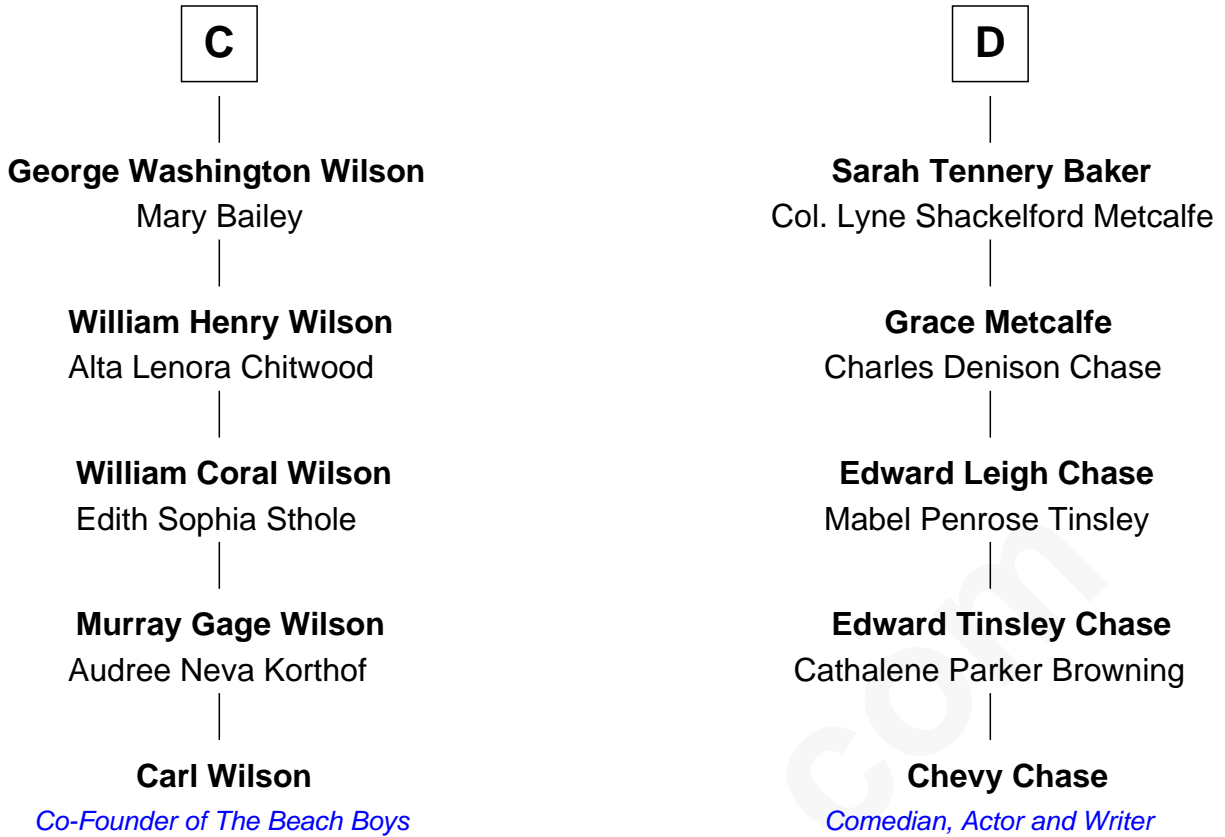 C
George Washington Wilson
Mary Bailey
William Henry Wilson
Alta Lenora Chitwood
William Coral Wilson
Edith Sophia Sthole
Murray Gage Wilson
Audree Neva Korthof
Carl Wilson
Co-Founder of The Beach Boys
D
Sarah Tennery Baker
Col. Lyne Shackelford Metcalfe
Grace Metcalfe
Charles Denison Chase
Edward Leigh Chase
Mabel Penrose Tinsley
Edward Tinsley Chase
Cathalene Parker Browning
Chevy Chase
Comedian, Actor and Writer
com